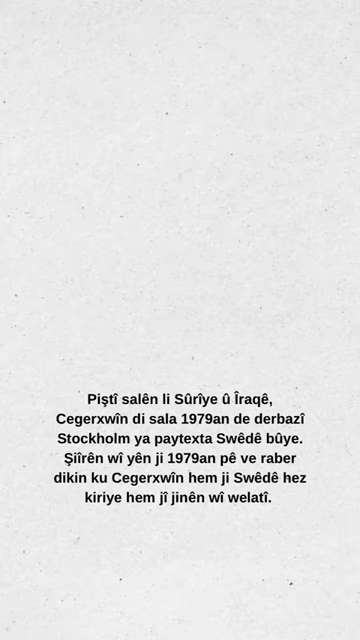 Piştî salên li Sûrîye û Îraqê,
Cegerxwîn di sala 1979an de derbazî
Stockholm ya paytexta Swêdê bûye.
Şiîrên wî yên ji 1979an pê ve raber
dikin ku Cegerxwîn hem ji Swêdê hez
kiriye hem jî jinên wî welatî.